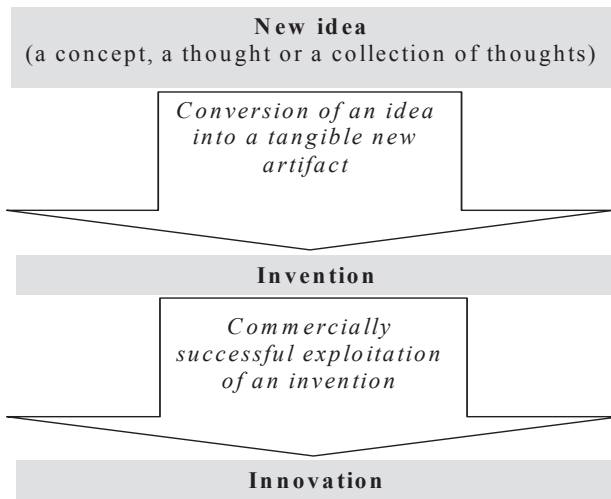 New idea
(a concept, a thought or a collection of thoughts)
Conversion of an idea
into a tangible new
artifact
Invention
Commercially
successful exploitation
of an invention
Innovation